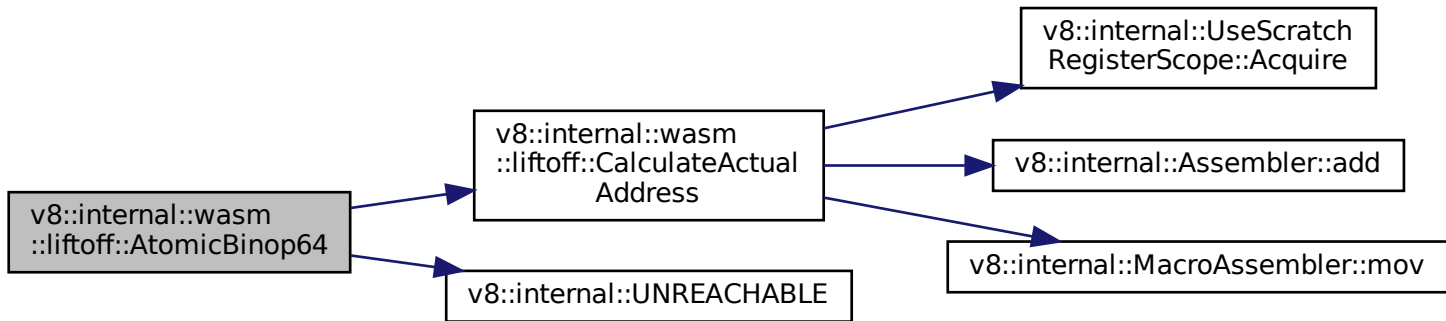 v8::internal::wasm
::liftoff::AtomicBinop64
v8::internal::wasm
::liftoff::CalculateActual
Address
v8::internal::UNREACHABLE
v8::internal::UseScratch
RegisterScope::Acquire
v8::internal::Assembler::add
v8::internal::MacroAssembler::mov